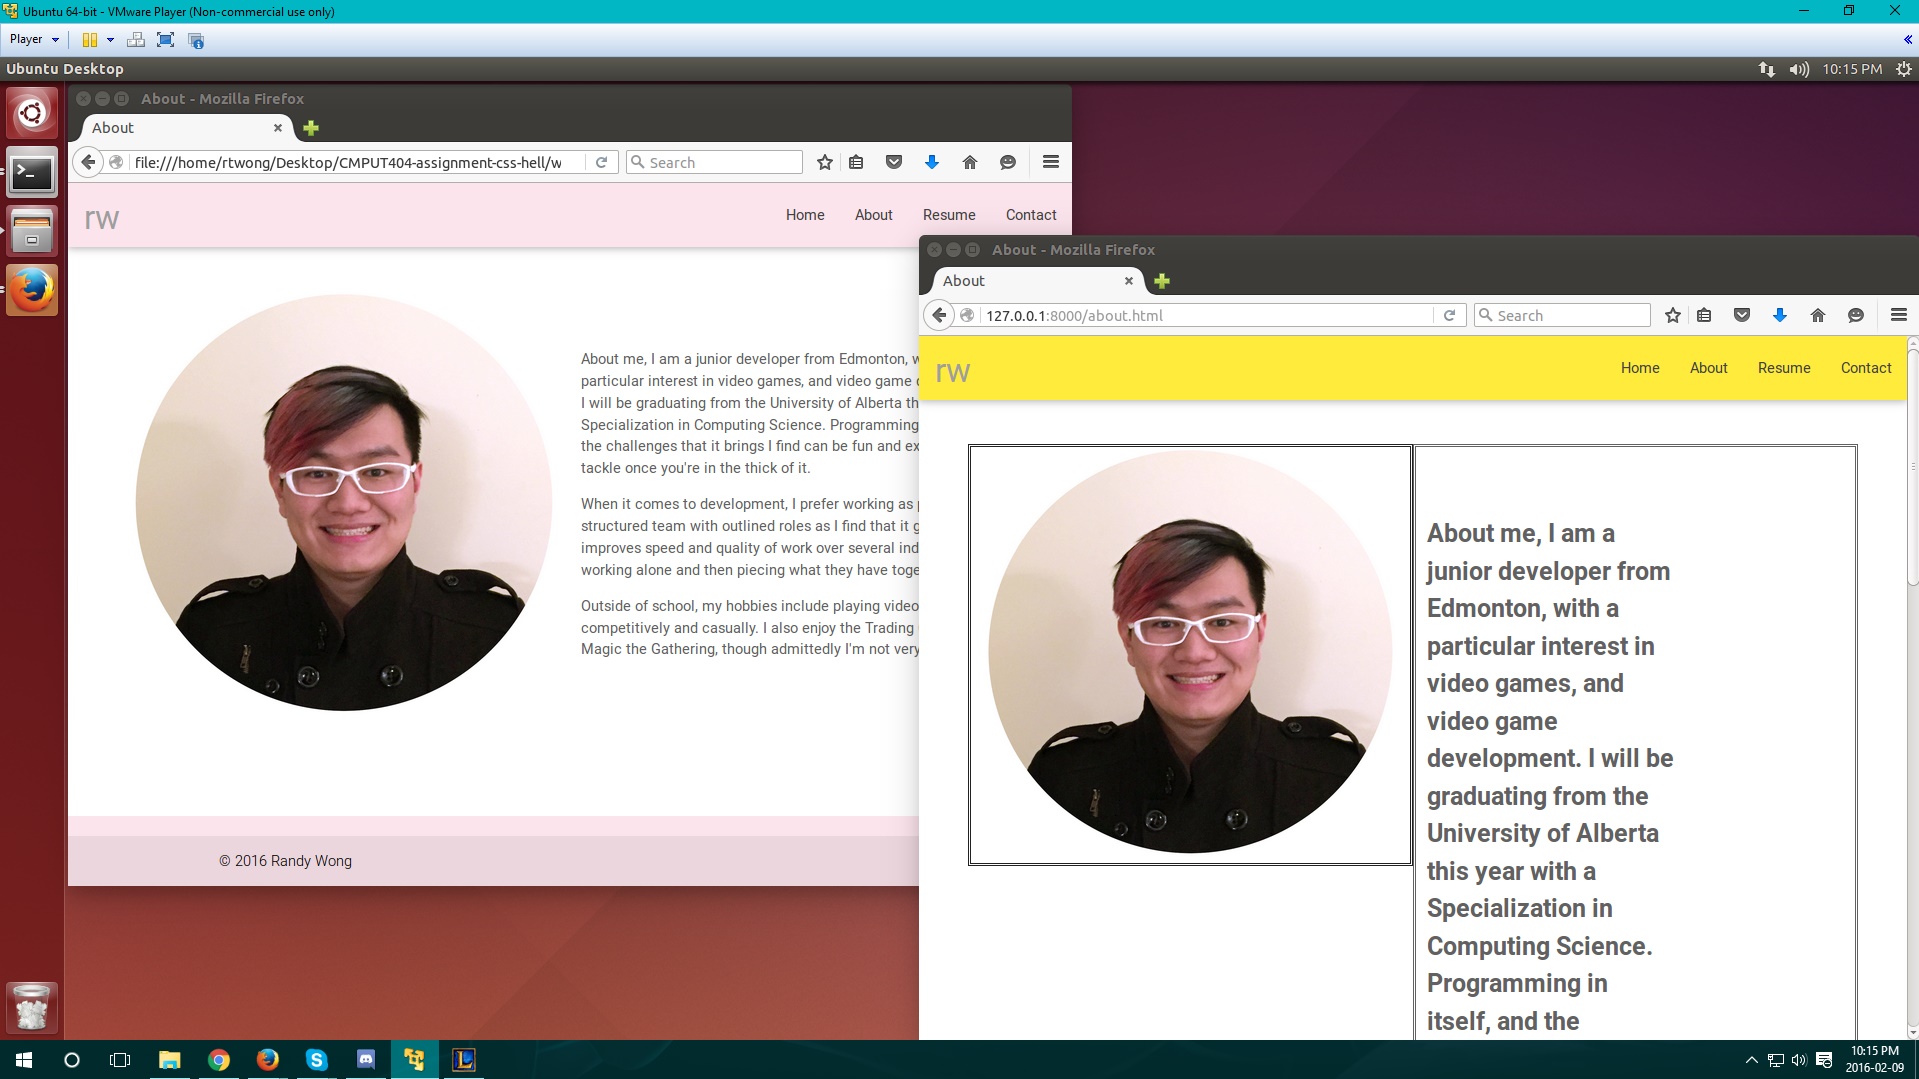 Ubuntu 64-bit - VMware Player (Non-commercial use only)
Player
Ubuntu Desktop
10:15 PM
About - Mozilla Firefox
About
file:///home/rtwong/Desktop/CMPUT404-assignment-css-hell/w
Search
rw
Home About Resume Contact
About me, I am a junior developer from Edmonton, w
particular interest in video games, and video game
I will be graduating from the University of Alberta th
Specialization in Computing Science. Programming
the challenges that it brings I find can be fun and ex
tackle once you're in the thick of it.
When it comes to development, I prefer working as
structured team with outlined roles as I find that it g
improves speed and quality of work over several ind
working alone and then piecing what they have toge
Outside of school, my hobbies include playing video
competitively and casually. I also enjoy the Trading
Magic the Gathering, though admittedly I'm not very
© 2016 Randy Wong
About - Mozilla Firefox
About
127.0.0.1:8000/about.html
Search
rw
Home About Resume Contact
About me, I am a
junior developer from
Edmonton, with a
particular interest in
video games, and
video game
development. I will be
graduating from the
University of Alberta
this year with a
Specialization in
Computing Science.
Programming in
itself, and the
10:15 PM
2016-02-09